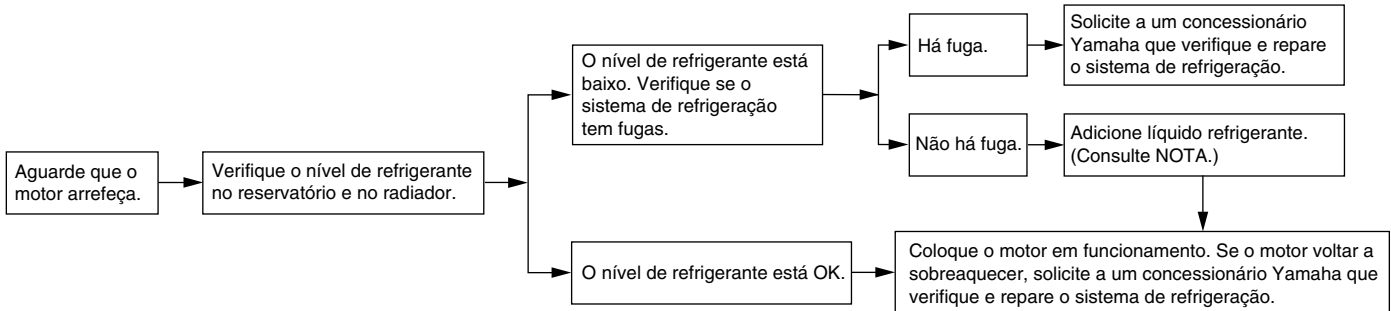 Aguarde que o
motor arrefeça.
Verifique o nível de refrigerante
no reservatório e no radiador.
O nível de refrigerante está
baixo. Verifique se o
sistema de refrigeração
tem fugas.
Há fuga.
Solicite a um concessionário
Yamaha que verifique e repare
o sistema de refrigeração.
Não há fuga.
Adicione líquido refrigerante.
(Consulte NOTA.)
O nível de refrigerante está OK.
Coloque o motor em funcionamento. Se o motor voltar a
sobreaquecer, solicite a um concessionário Yamaha que
verifique e repare o sistema de refrigeração.